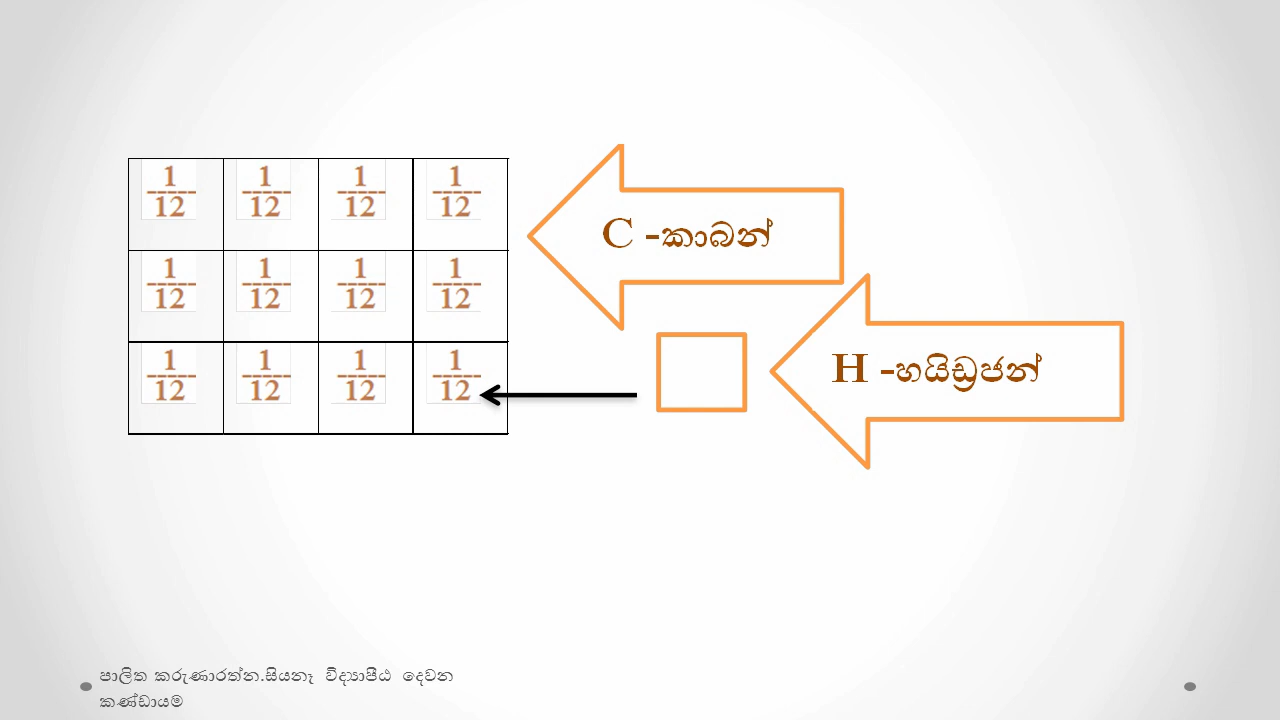 1 1 1 1
12 12 12 12
C -කාබන්
1 1 1 1
12 12 12 12
1 1 1 1
12 12 12 12
H -හයිඩ්‍රජන්
පාලිත කරුණාරත්න.සියනෑ විද්‍යාපීඨ දෙවන
කණ්ඩායම